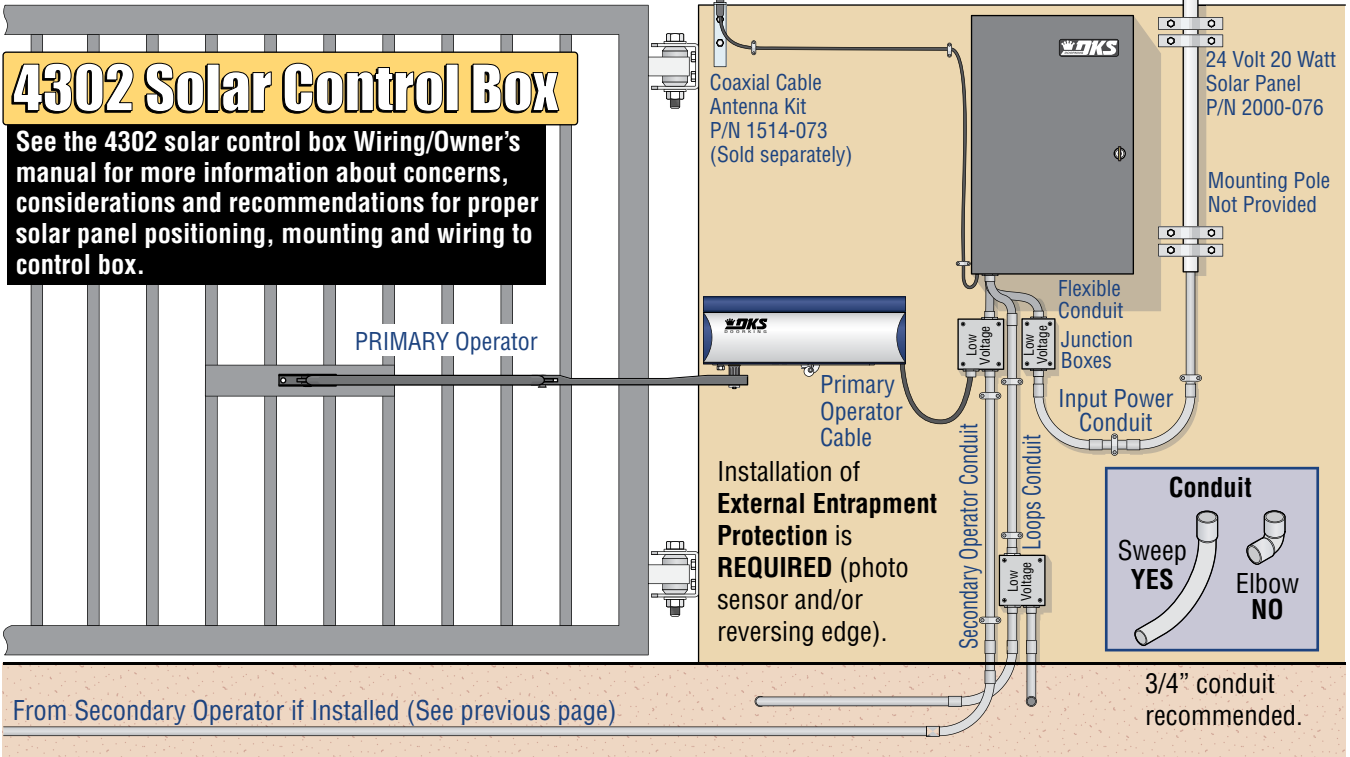 4302 Solar Control Box
See the 4302 solar control box Wiring/Owner's
manual for more information about concerns,
considerations and recommendations for proper
solar panel positioning, mounting and wiring to
control box.
Coaxial Cable
Antenna Kit
P/N 1514-073
(Sold separately)
DKS
24 Volt 20 Watt
Solar Panel
P/N 2000-076
Mounting Pole
Not Provided
PRIMARY Operator
DKS
DOORKING
Primary
Operator
Cable
Low
Voltage
Low
Voltage
Flexible
Conduit
Junction
Boxes
Input Power
Conduit
Installation of
External Entrapment
Protection is
REQUIRED (photo
sensor and/or
reversing edge).
Secondary Operator Conduit
Loops Conduit
Low
Voltage
Conduit
Sweep
YES
Elbow
NO
3/4” conduit
recommended.
From Secondary Operator if Installed (See previous page)